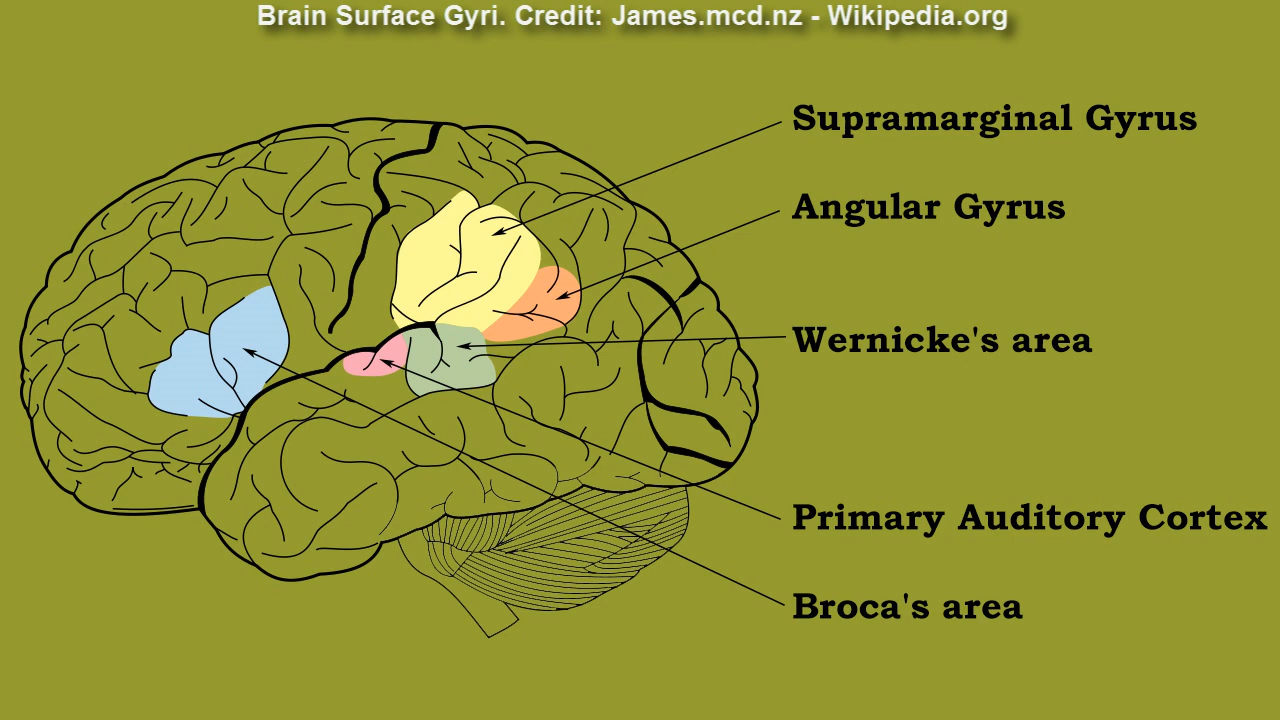 Brain Surface Gyri. Credit: James.mcd.nz - Wikipedia.org
Supramarginal Gyrus
Angular Gyrus
Wernicke's area
Primary Auditory Cortex
Broca's area